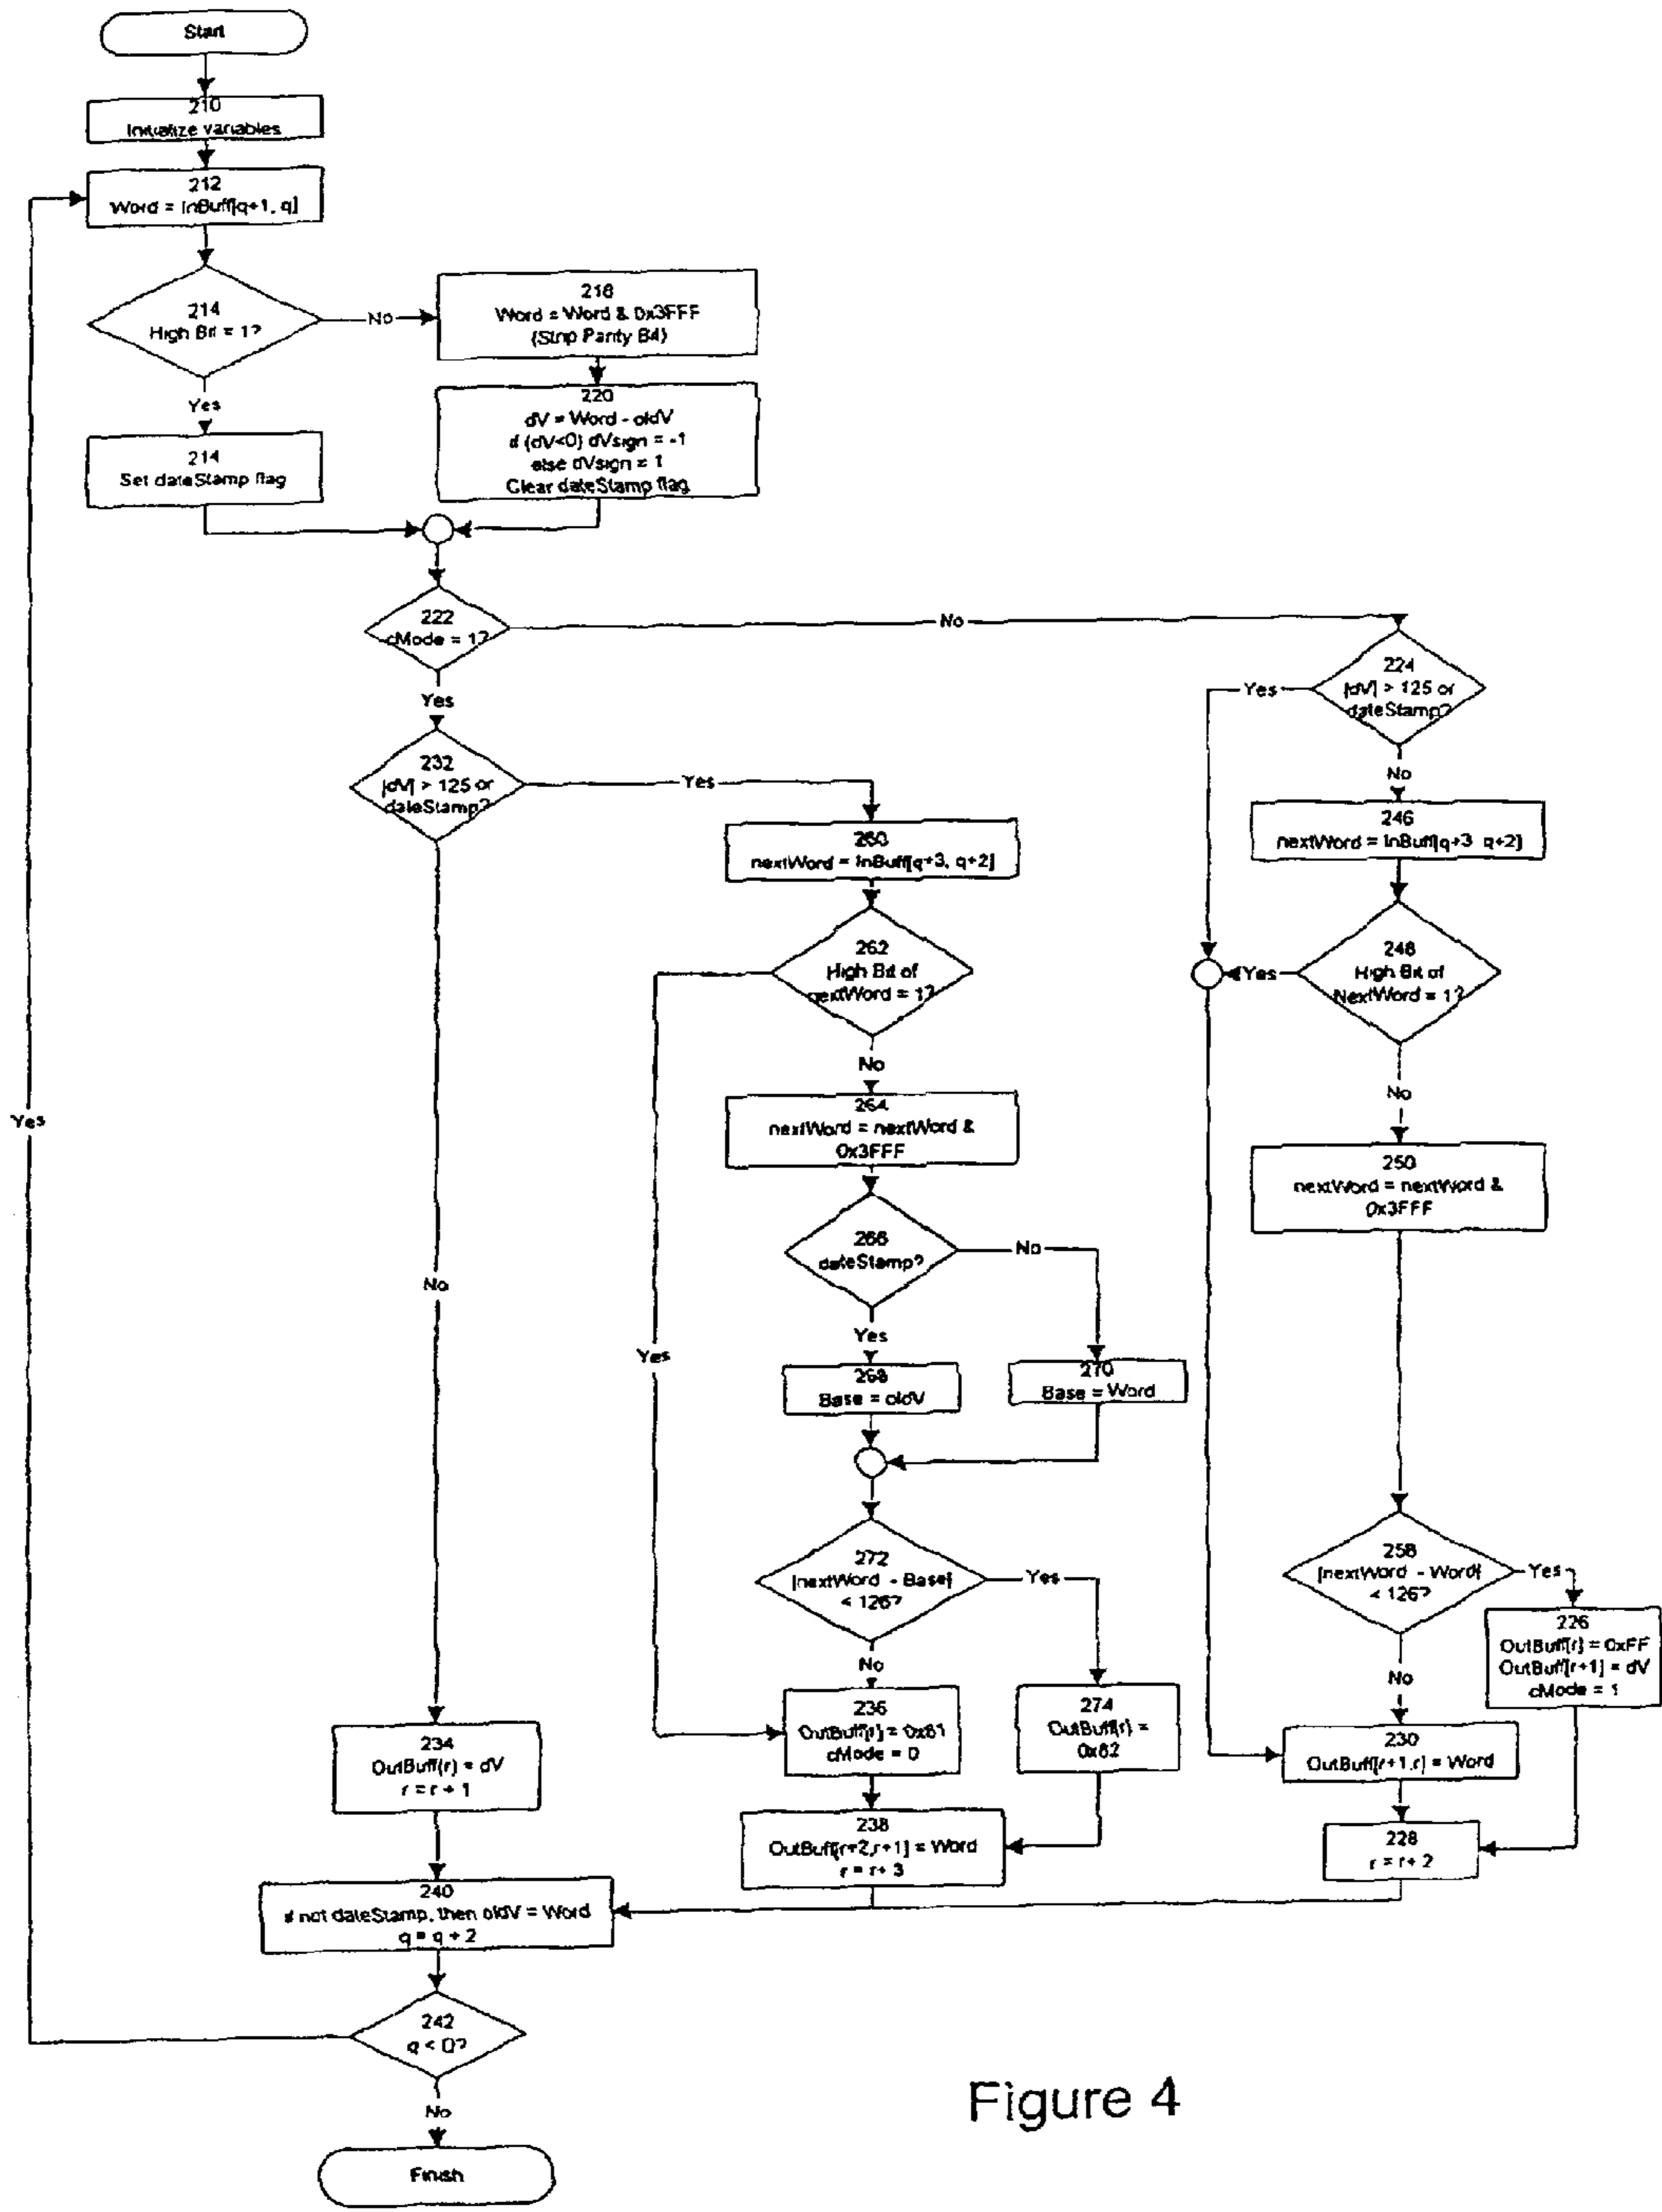 Start
210
Initialize variables
212
Word = InBuff[q+1, q]
214
High Bit = 1?
No
218
Word = Word & 0x3FFF
(Strip Parity Bit)
Yes
214
Set dateStamp flag
220
dV = Word - oldV
if (dV<0) dVsign = -1
else dVsign = 1
Clear dateStamp flag
222
cMode = 1?
No
Yes
224
|dV| > 125 or
dateStamp?
Yes
No
232
|dV| > 125 or
dateStamp?
Yes
246
nextWord = InBuff[q+3 q+2]
260
nextWord = InBuff[q+3, q+2]
262
High Bit of
nextWord = 1?
248
High Bit of
NextWord = 1?
Yes
No
No
Yes
264
nextWord = nextWord &
0x3FFF
250
nextWord = nextWord &
0x3FFF
266
dateStamp?
No
No
Yes
Yes
268
Base = oldV
270
Base = Word
272
|nextWord - Base|
< 126?
Yes
No
258
|nextWord - Word|
< 126?
Yes
No
226
OutBuff[r] = 0xFF
OutBuff[r+1] = dV
cMode = 1
236
OutBuff[r] = 0x81
cMode = 0
274
OutBuff[r] =
0x82
234
OutBuff(r) = dV
r = r + 1
230
OutBuff[r+1,r] = Word
238
OutBuff[r+2,r+1] = Word
r = r+ 3
228
r = r+ 2
240
if not dateStamp, then oldV = Word
q = q + 2
242
q < D?
No
Finish
Figure 4